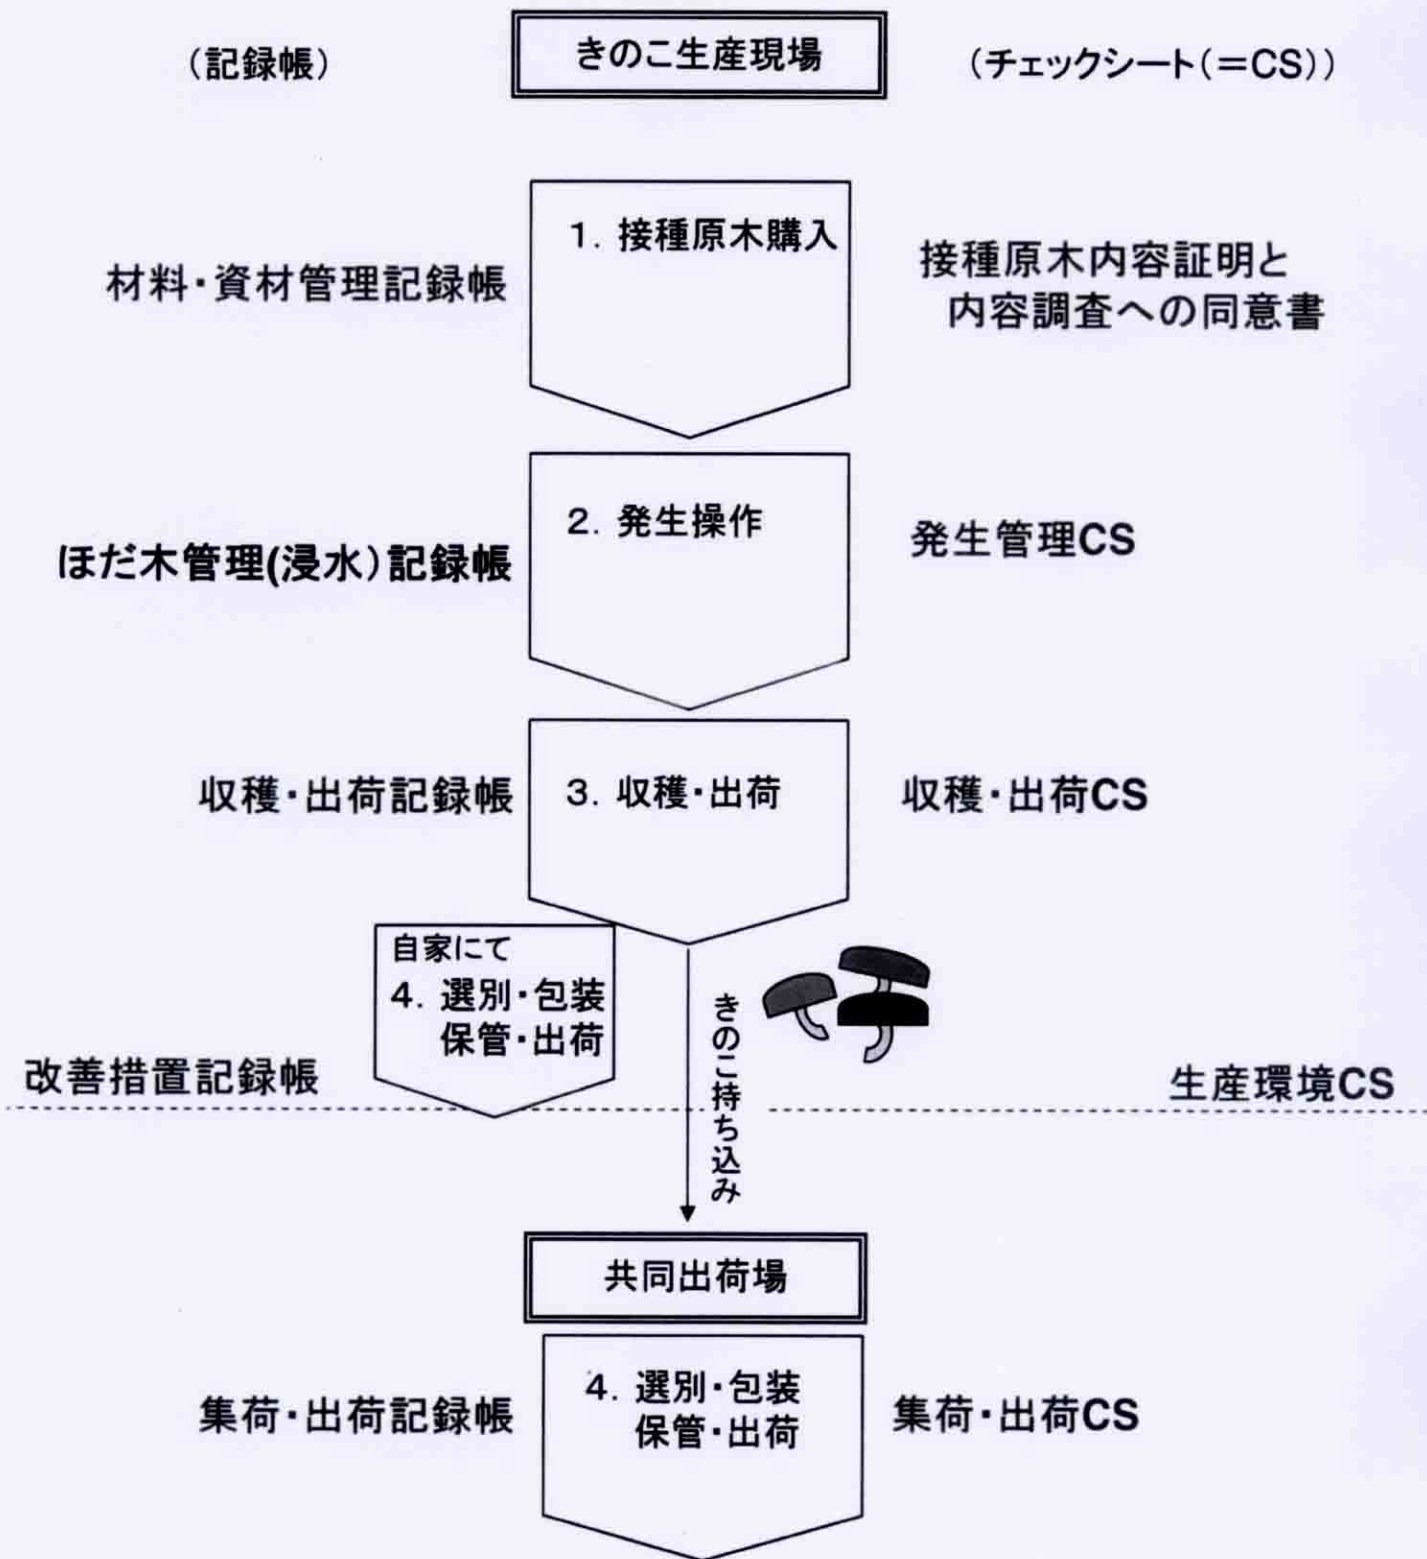 (記録帳)
きのこ生産現場
(チェックシート(=CS))
材料・資材管理記録帳
1. 接種原木購入
接種原木内容証明と
内容調査への同意書
ほだ木管理(浸水)記録帳
2. 発生操作
発生管理CS
収穫・出荷記録帳
3. 収穫・出荷
収穫・出荷CS
自家にて
4. 選別・包装
保管・出荷
きのこ持ち込み
改善措置記録帳
生産環境CS
共同出荷場
集荷・出荷記録帳
4. 選別・包装
保管・出荷
集荷・出荷CS